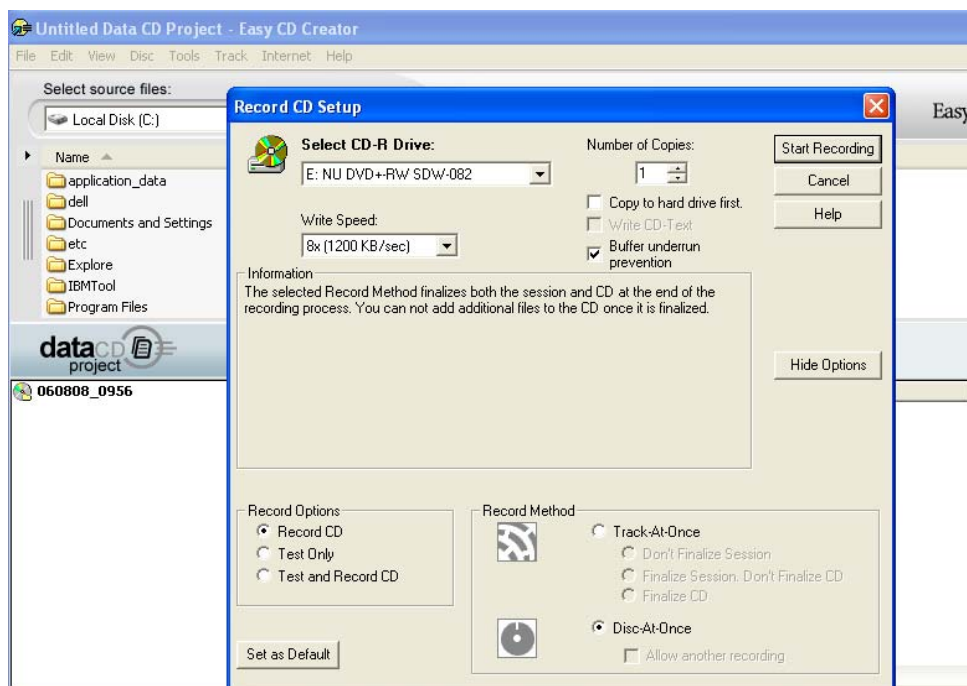 Untitled Data CD Project - Easy CD Creator
File Edit View Disc Tools Track Internet Help
Select source files:
Local Disk (C:)
Easy
Name
application_data
dell
Documents and Settings
etc
Explore
IBMTool
Program Files
datacd
project
060808_0956
Record CD Setup
Select CD-R Drive:
E: NU DVD+-RW SDW-082
Write Speed:
8x (1200 KB/sec)
Number of Copies:
1
Copy to hard drive first.
Write CD-Text
Buffer underrun
prevention
Start Recording
Cancel
Help
Information
The selected Record Method finalizes both the session and CD at the end of the
recording process. You can not add additional files to the CD once it is finalized.
Hide Options
Record Options
Record CD
Test Only
Test and Record CD
Set as Default
Record Method
Track-At-Once
Don't Finalize Session
Finalize Session. Don't Finalize CD
Finalize CD
Disc-At-Once
Allow another recording